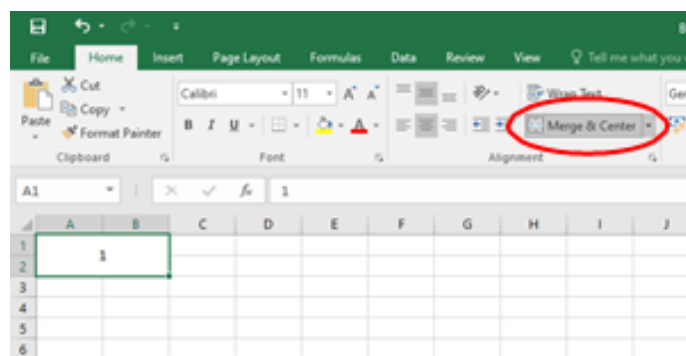 File Home Insert Page Layout Formulas Data Review View Tell me what you
Cut
Copy
Format Painter
Paste
Clipboard
Calibri 11 A A
B I U A
Font
Wrap Text
Merge & Center
Alignment
A1 fx 1
A B C D E F G H I J
1
1
2
3
4
5
6